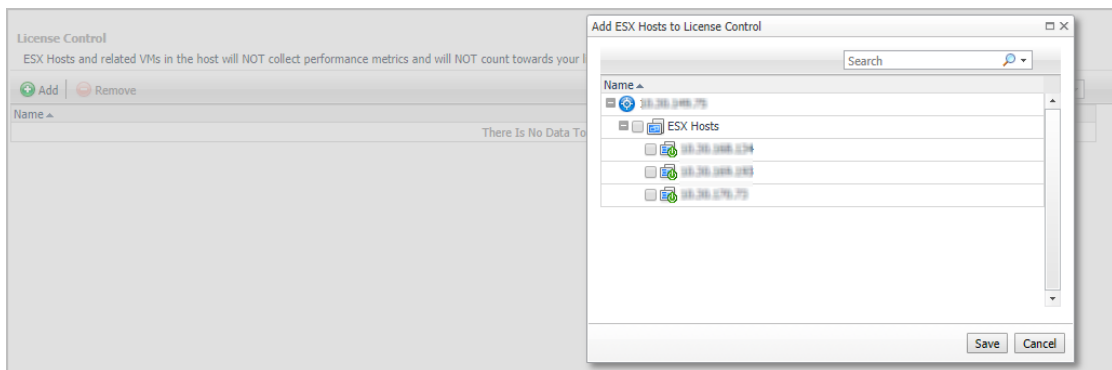 License Control
ESX Hosts and related VMs in the host will NOT collect performance metrics and will NOT count towards your l
Add
Remove
Name
There Is No Data To
Add ESX Hosts to License Control
Search
Name
ESX Hosts
Save
Cancel